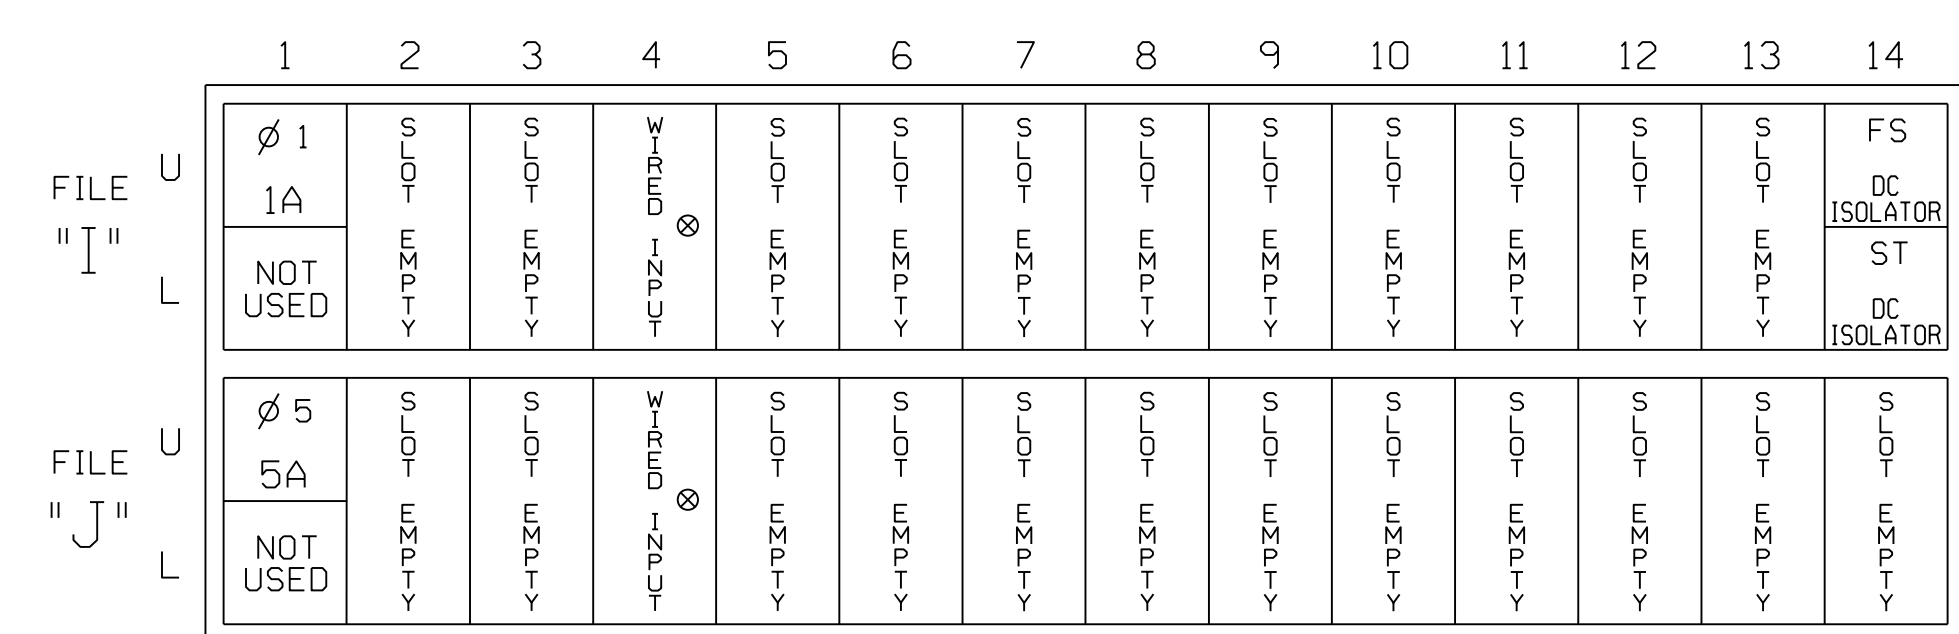 1 2 3 4 5 6 7 8 9 10 11 12 13 14
FILE
"I"
U
L
Ø 1
1A
NOT
USED
SLOT EMPTY
SLOT EMPTY
WIRED INPUT
SLOT EMPTY
SLOT EMPTY
SLOT EMPTY
SLOT EMPTY
SLOT EMPTY
SLOT EMPTY
SLOT EMPTY
SLOT EMPTY
SLOT EMPTY
FS
DC
ISOLATOR
ST
DC
ISOLATOR
FILE
"J"
U
L
Ø 5
5A
NOT
USED
SLOT EMPTY
SLOT EMPTY
WIRED INPUT
SLOT EMPTY
SLOT EMPTY
SLOT EMPTY
SLOT EMPTY
SLOT EMPTY
SLOT EMPTY
SLOT EMPTY
SLOT EMPTY
SLOT EMPTY
SLOT EMPTY